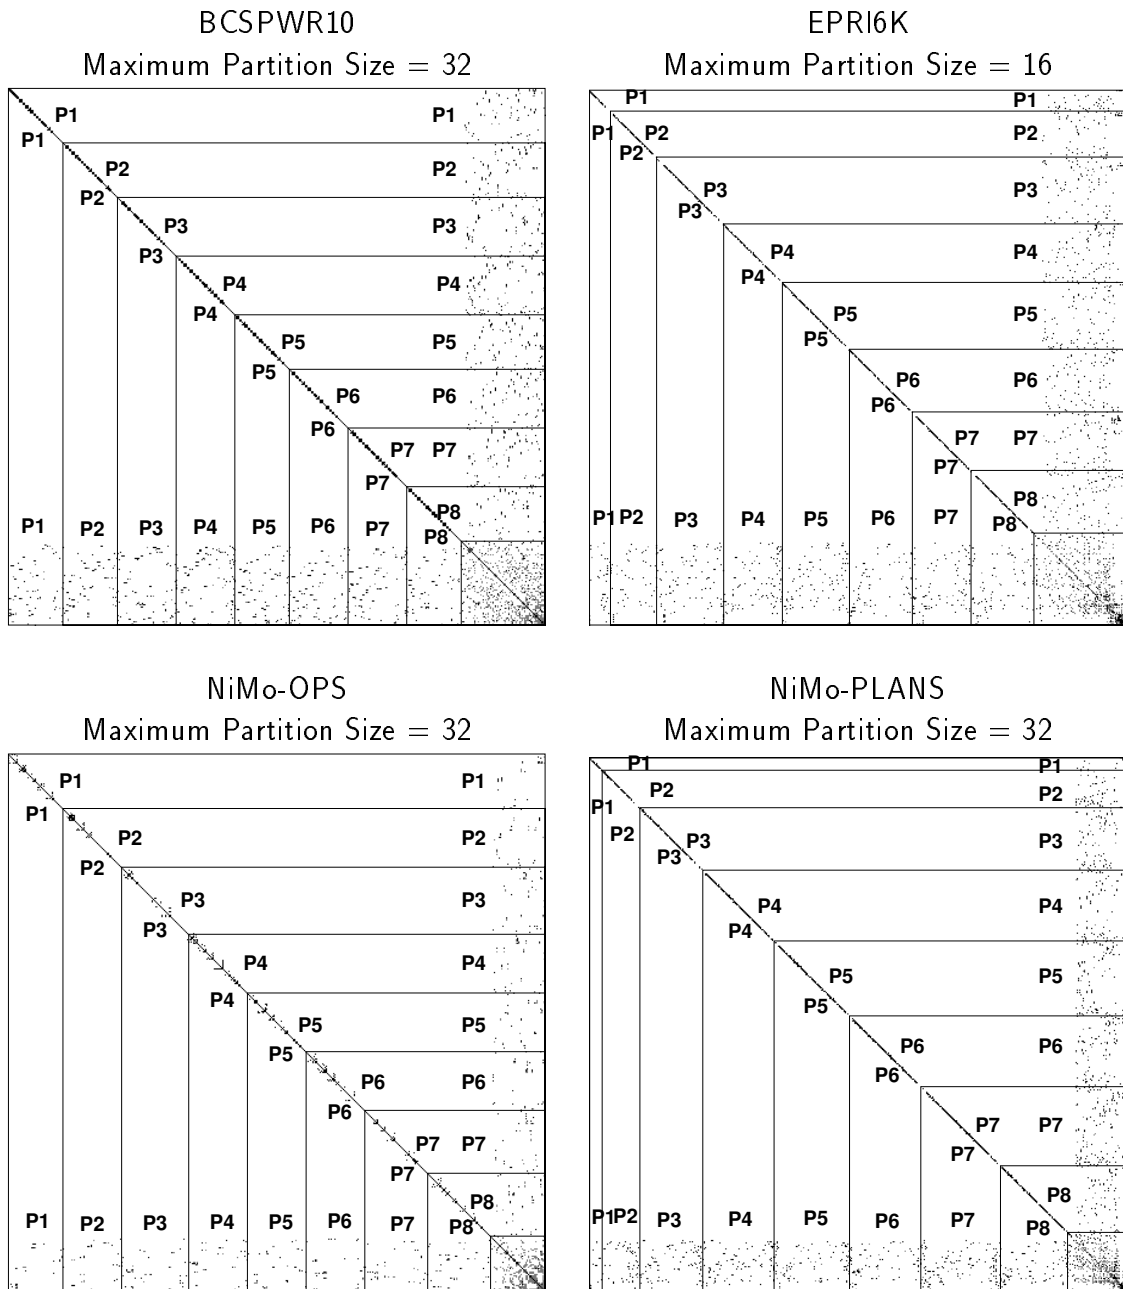 BCSPWR10
Maximum Partition Size = 32
P1 P1
P1
P2 P2
P2
P3 P3
P3
P4 P4
P4
P5 P5
P5
P6 P6
P6
P7 P7
P7
P8
P1 P2 P3 P4 P5 P6 P7 P8
EPRI6K
Maximum Partition Size = 16
P1 P1
P1 P2 P2
P2
P3 P3
P3
P4 P4
P4
P5 P5
P5
P6 P6
P6
P7 P7
P7
P8
P1 P2 P3 P4 P5 P6 P7 P8
NiMo-OPS
Maximum Partition Size = 32
P1 P1
P1
P2 P2
P2
P3 P3
P3
P4 P4
P4
P5 P5
P5
P6 P6
P6
P7 P7
P7
P8
P1 P2 P3 P4 P5 P6 P7 P8
NiMo-PLANS
Maximum Partition Size = 32
P1 P1
P2 P2
P1
P2 P3 P3
P3
P4 P4
P4
P5 P5
P5
P6 P6
P6
P7 P7
P7
P8
P1 P2 P3 P4 P5 P6 P7 P8